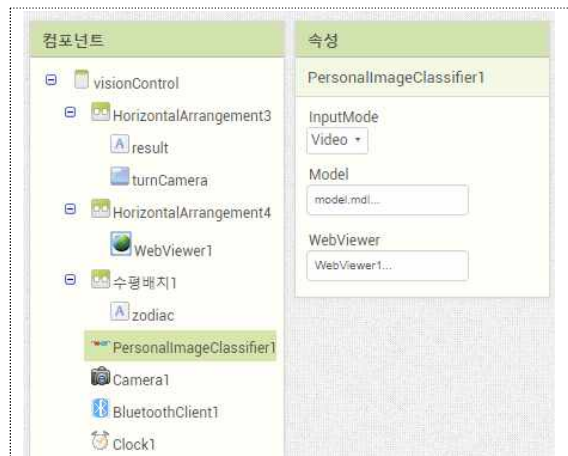 컴포넌트
visionControl
HorizontalArrangement3
result
turnCamera
HorizontalArrangement4
WebViewer1
수평배치1
zodiac
PersonalImageClassifier1
Camera1
BluetoothClient1
Clock1
속성
PersonalImageClassifier1
InputMode
Video
Model
model.mdl...
WebViewer
WebViewer1...